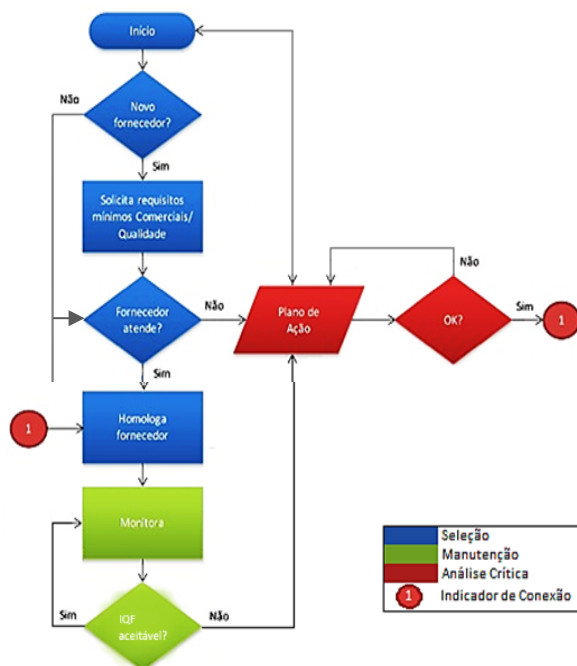 Início
Não
Novo
fornecedor?
Sim
Solicita requisitos
mínimos Comerciais/
Qualidade
Não
Fornecedor
atende?
Não
Plano de
Ação
OK?
Sim
1
Sim
1
Homologa
fornecedor
Monitora
Sim
IQF
aceitável?
Não
Seleção
Manutenção
Análise Crítica
1
Indicador de Conexão